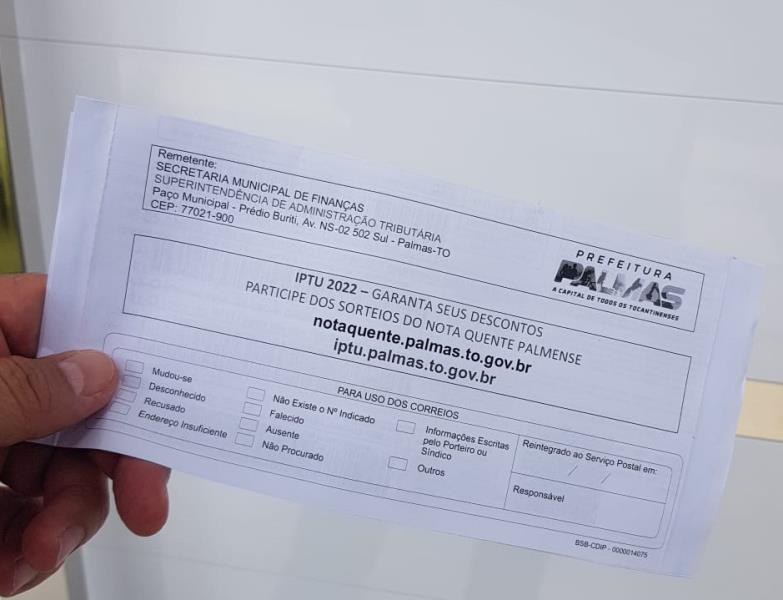 Remetente:
SECRETARIA MUNICIPAL DE FINANÇAS
SUPERINTENDÊNCIA DE ADMINISTRAÇÃO TRIBUTÁRIA
Paço Municipal - Prédio Buriti, Av. NS-02 502 Sul - Palmas-TO
CEP: 77021-900
PREFEITURA
PALMAS
A CAPITAL DE TODOS OS TOCANTINENSES
IPTU 2022 – GARANTA SEUS DESCONTOS
PARTICIPE DOS SORTEIOS DO NOTA QUENTE PALMENSE
notaquente.palmas.to.gov.br
iptu.palmas.to.gov.br
PARA USO DOS CORREIOS
Mudou-se
Desconhecido
Recusado
Endereço Insuficiente
Não Existe o Nº Indicado
Falecido
Ausente
Não Procurado
Informações Escritas
pelo Porteiro ou
Síndico
Outros
Reintegrado ao Serviço Postal em:
/ /
Responsável
BSB-CDIP - 0000014075